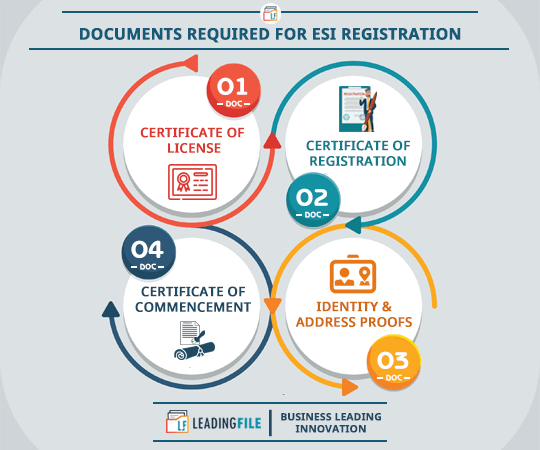 LF
DOCUMENTS REQUIRED FOR ESI REGISTRATION
01
DOC
CERTIFICATE OF
LICENSE
REGISTRATION
CERTIFICATE OF
REGISTRATION
02
DOC
04
DOC
CERTIFICATE OF
COMMENCEMENT
IDENTITY &
ADDRESS PROOFS
03
DOC
LF
LEADINGFILE
BUSINESS LEADING
INNOVATION